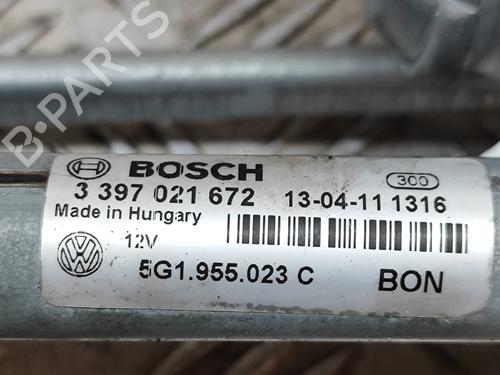 B-PARTS
BOSCH
300
3 397 021 672 13-04-11 1316
Made in Hungary
12V
5G1.955.023 C BON